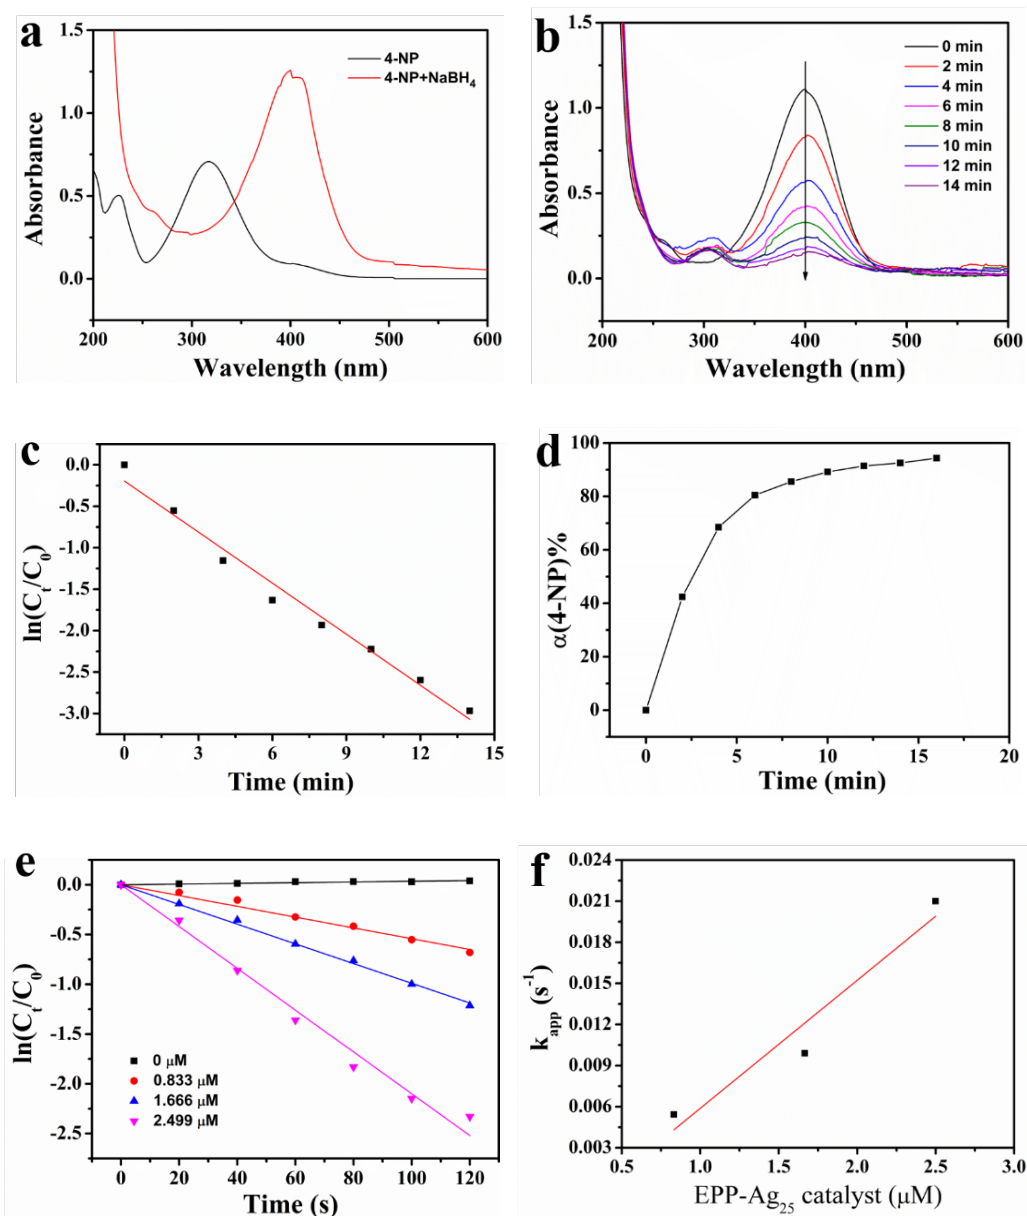 a
4-NP
4-NP+NaBH₄
Absorbance
1.5
1.0
0.5
0.0
200 300 400 500 600
Wavelength (nm)
b
0 min
2 min
4 min
6 min
8 min
10 min
12 min
14 min
Absorbance
1.5
1.0
0.5
0.0
200 300 400 500 600
Wavelength (nm)
c
ln(Cₜ/C₀)
0.0
-0.5
-1.0
-1.5
-2.0
-2.5
-3.0
0 3 6 9 12 15
Time (min)
d
α(4-NP)%
100
80
60
40
20
0
0 5 10 15 20
Time (min)
e
ln(Cₜ/C₀)
0.0
-0.5
-1.0
-1.5
-2.0
-2.5
0 μM
0.833 μM
1.666 μM
2.499 μM
0 20 40 60 80 100 120
Time (s)
f
kₐₚₚ (s⁻¹)
0.024
0.021
0.018
0.015
0.012
0.009
0.006
0.003
0.5 1.0 1.5 2.0 2.5 3.0
EPP-Ag₂₅ catalyst (μM)